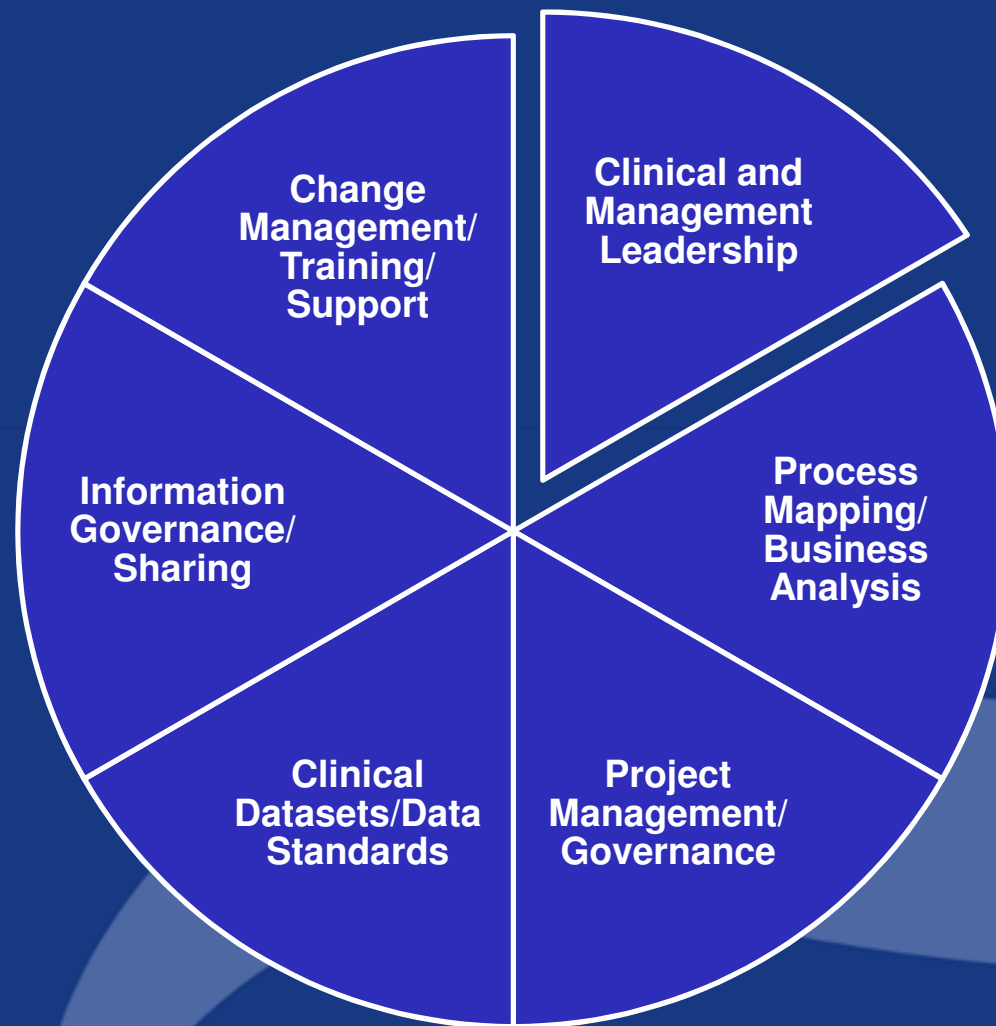 Change
Management/
Training/
Support
Clinical and
Management
Leadership
Information
Governance/
Sharing
Process
Mapping/
Business
Analysis
Clinical
Datasets/Data
Standards
Project
Management/
Governance